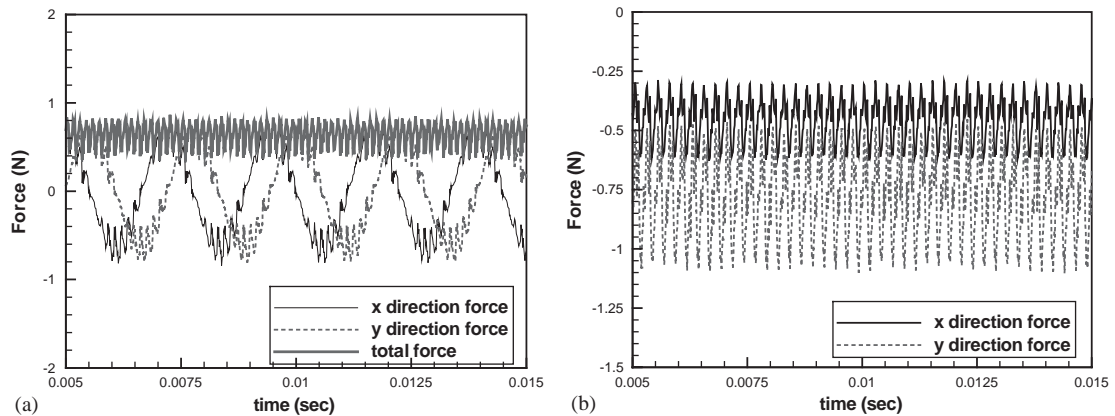 2
1
0
-1
-2
Force (N)
0.005
0.0075
0.01
0.0125
0.015
time (sec)
x direction force
y direction force
total force
(a)
0
-0.25
-0.5
-0.75
-1
-1.25
-1.5
Force (N)
0.005
0.0075
0.01
0.0125
0.015
time (sec)
x direction force
y direction force
(b)